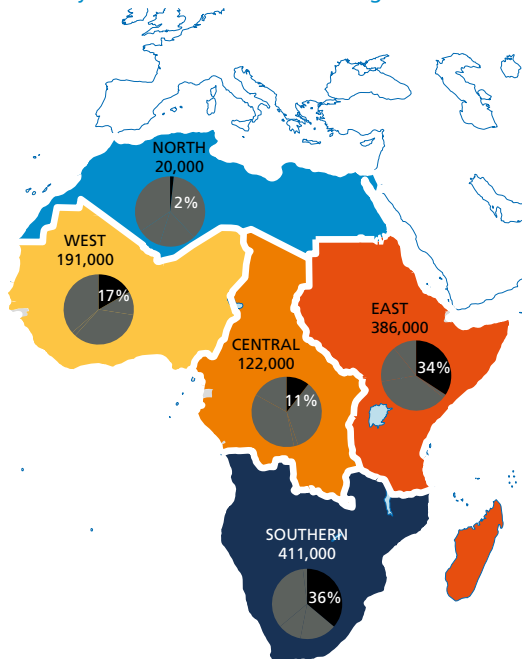 NORTH
20,000
2%
WEST
191,000
17%
EAST
386,000
34%
CENTRAL
122,000
11%
SOUTHERN
411,000
36%